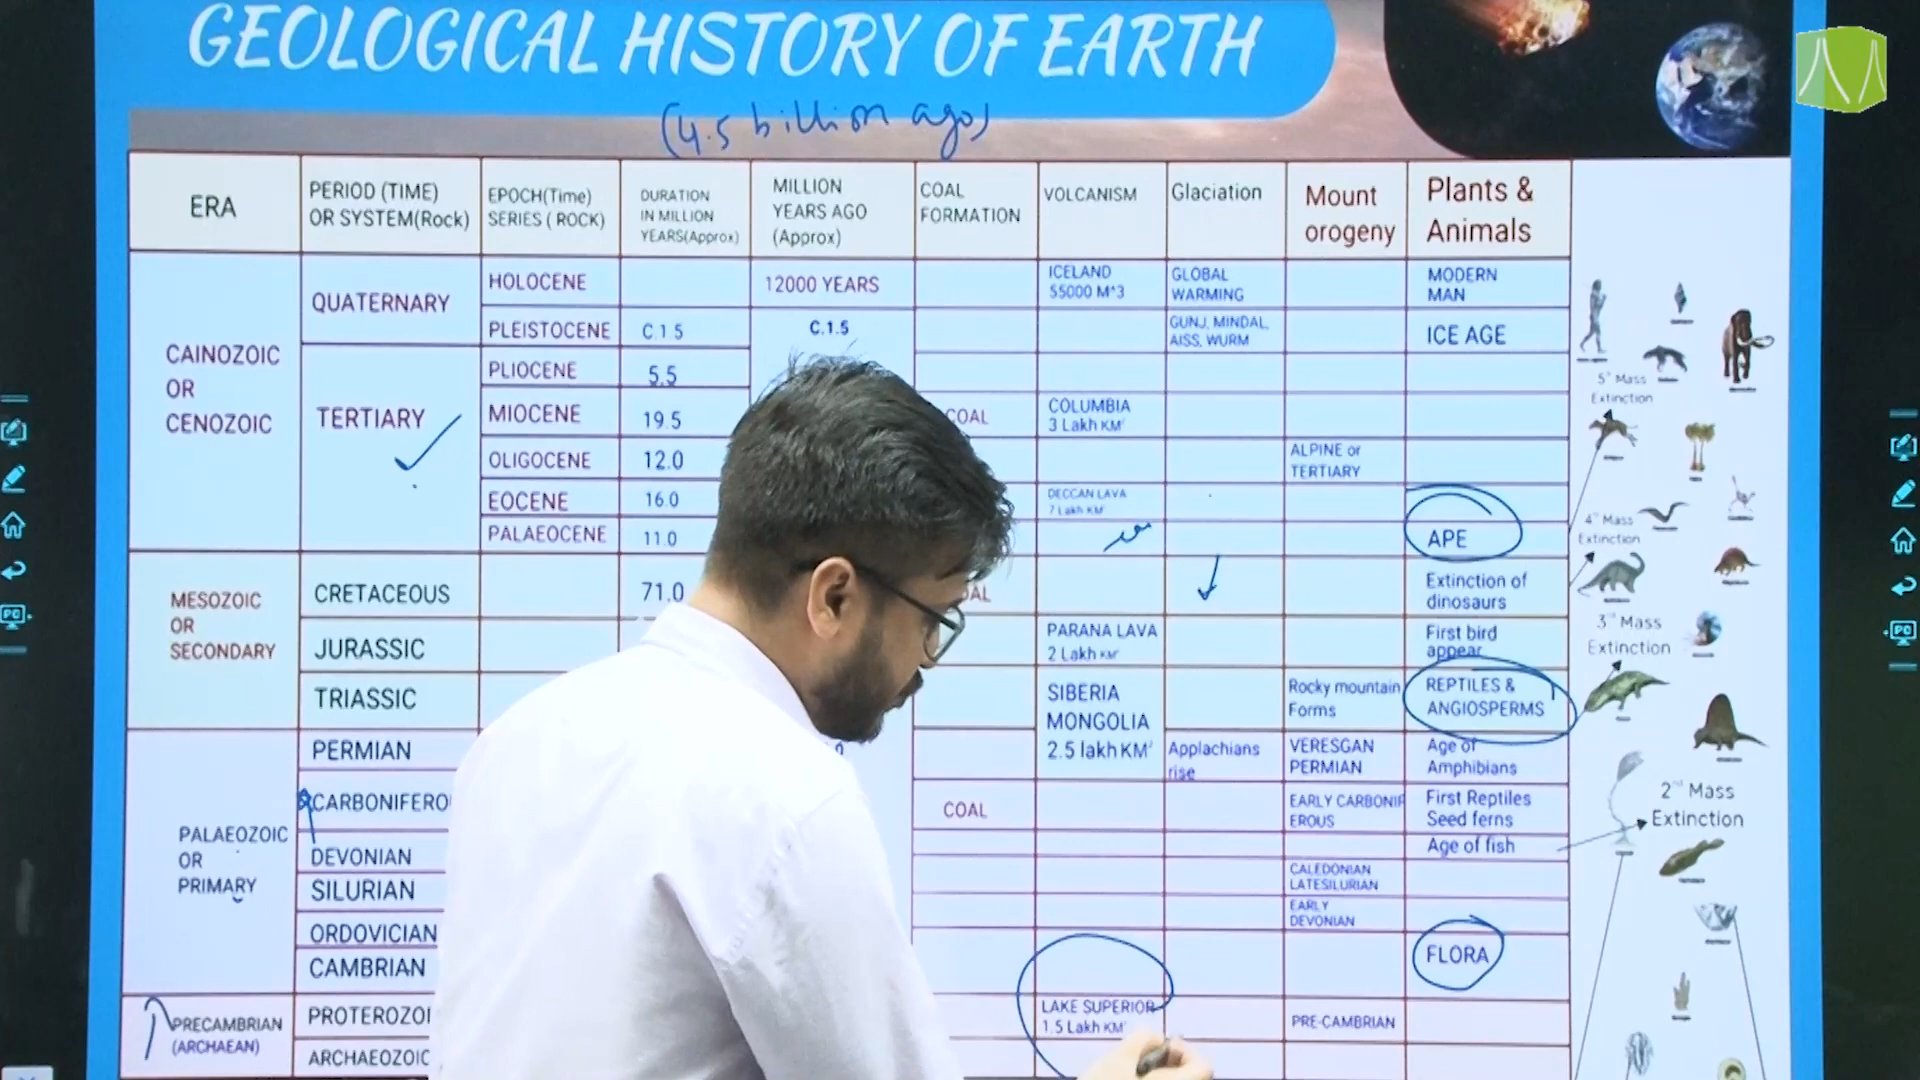 GEOLOGICAL HISTORY OF EARTH
(4.5 billion ago)
ERA
PERIOD (TIME)
OR SYSTEM(Rock)
EPOCH(Time)
SERIES ( ROCK)
DURATION
IN MILLION
YEARS(Approx)
MILLION
YEARS AGO
(Approx)
COAL
FORMATION
VOLCANISM
Glaciation
Mount
orogeny
Plants &
Animals
CAINOZOIC
OR
CENOZOIC
QUATERNARY
HOLOCENE
12000 YEARS
ICELAND
55000 M^3
GLOBAL
WARMING
MODERN
MAN
PLEISTOCENE
C.1 5
C.1.5
GUNJ, MINDAL,
AISS, WURM
ICE AGE
TERTIARY
PLIOCENE
5.5
MIOCENE
19.5
COAL
COLUMBIA
3 Lakh KM²
OLIGOCENE
12.0
ALPINE or
TERTIARY
EOCENE
16.0
DECCAN LAVA
7 Lakh KM²
PALAEOCENE
11.0
APE
MESOZOIC
OR
SECONDARY
CRETACEOUS
71.0
Extinction of
dinosaurs
JURASSIC
PARANA LAVA
2 Lakh KM²
First bird
appear
TRIASSIC
SIBERIA
MONGOLIA
2.5 lakh KM²
Rocky mountain
Forms
REPTILES &
ANGIOSPERMS
PALAEOZOIC
OR
PRIMARY
PERMIAN
Applachians
rise
VERESGAN
PERMIAN
Age of
Amphibians
CARBONIFERO
COAL
EARLY CARBONIF
EROUS
First Reptiles
Seed ferns
DEVONIAN
Age of fish
SILURIAN
CALEDONIAN
LATESILURIAN
ORDOVICIAN
EARLY
DEVONIAN
CAMBRIAN
FLORA
PRECAMBRIAN
(ARCHAEAN)
PROTEROZOI
LAKE SUPERIOR
1.5 Lakh KM²
PRE-CAMBRIAN
ARCHAEOZOIC
5th Mass
Extinction
4th Mass
Extinction
3rd Mass
Extinction
2nd Mass
Extinction